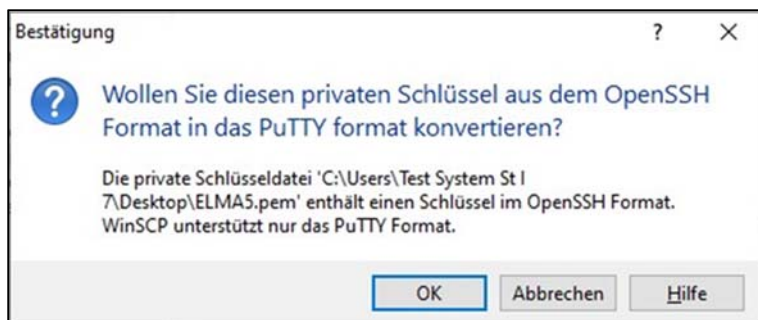 Bestätigung
?
Wollen Sie diesen privaten Schlüssel aus dem OpenSSH
Format in das PuTTY format konvertieren?
Die private Schlüsseldatei 'C:\Users\Test System St I
7\Desktop\ELMA5.pem' enthält einen Schlüssel im OpenSSH Format.
WinSCP unterstützt nur das PuTTY Format.
OK Abbrechen Hilfe